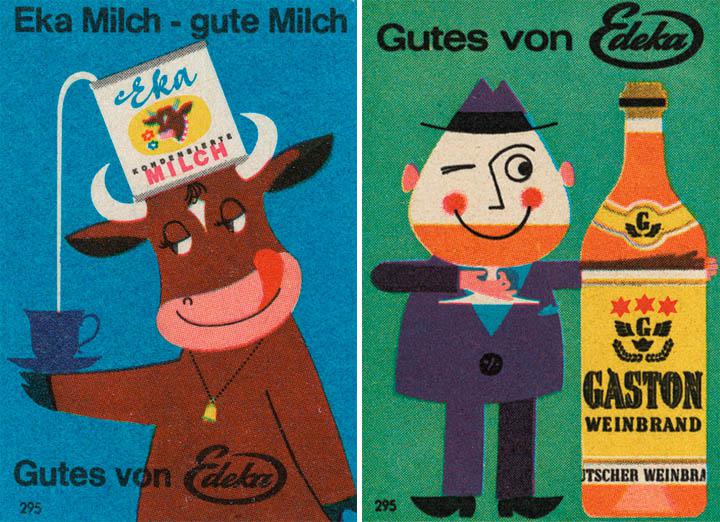 Eka Milch - gute Milch
Eka
KONDENSIERTE
MILCH
Gutes von Edeka
295
Gutes von Edeka
G
G
GASTON
WEINBRAND
UTSCHER WEINBRA
295